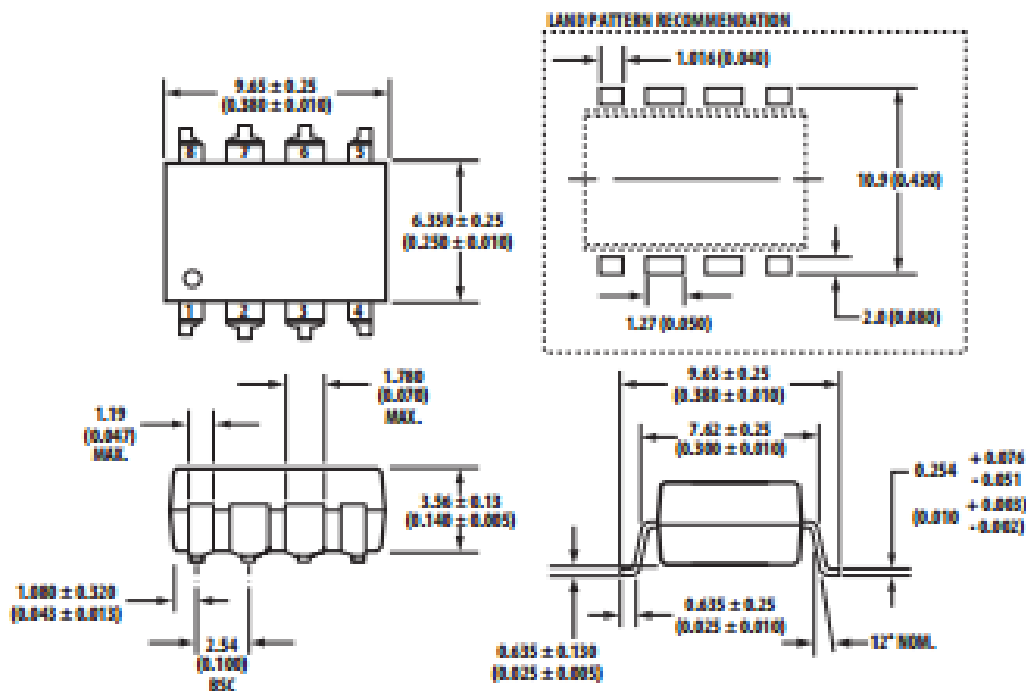 LAND PATTERN RECOMMENDATION
1.016 (0.040)
9.65 ± 0.25
(0.380 ± 0.010)
8 7 6 5
6.350 ± 0.25
(0.250 ± 0.010)
10.9 (0.430)
1 2 3 4
1.27 (0.050)
2.0 (0.080)
1.780
(0.070)
MAX.
1.19
(0.047)
MAX.
9.65 ± 0.25
(0.380 ± 0.010)
7.62 ± 0.25
(0.300 ± 0.010)
0.254 + 0.076
- 0.051
(0.010 + 0.003)
- 0.002)
3.56 ± 0.13
(0.140 ± 0.005)
1.080 ± 0.320
(0.043 ± 0.013)
2.54
(0.100)
BSC
0.635 ± 0.25
(0.025 ± 0.010)
0.635 ± 0.130
(0.025 ± 0.005)
12° NOM.